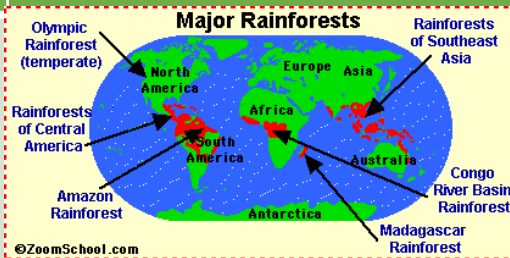 Major Rainforests
Olympic
Rainforest
(temperate)
Rainforests
of Southeast
Asia
North
America
Europe
Asia
Rainforests
of Central
America
Africa
South
America
Australia
Amazon
Rainforest
Congo
River Basin
Rainforest
Antarctica
Madagascar
Rainforest
©ZoomSchool.com